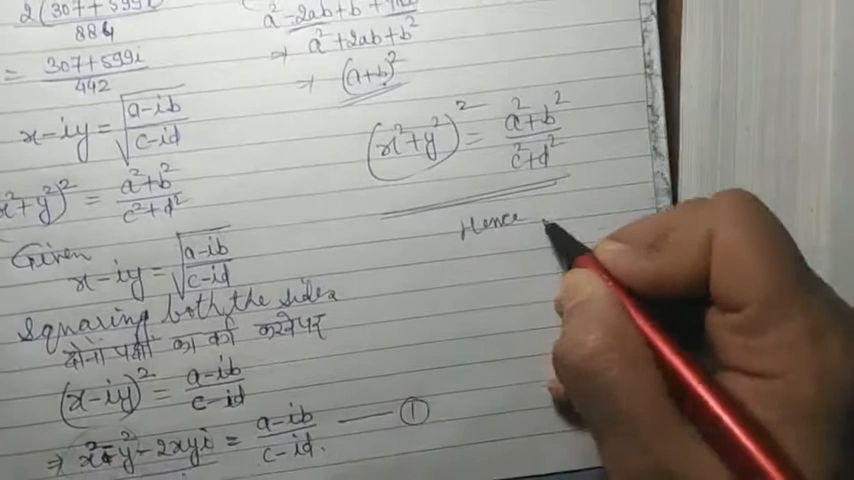 2(307+599i)
884
= 307+599i
442
x-iy = √a-ib
c-id
x²+y²)² = a²+b²
c²+d²
Given
x-iy = √a-ib
c-id
Squaring both the sides
दोनों पक्षों का वर्ग करने पर
(x-iy)² = a-ib
c-id
⇒ x²-y²-2xyi = a-ib
c-id. —— ①
a²-2ab+b²+4ab
⇒ a²+2ab+b²
⇒ (a+b)²
(x²+y²)² = a²+b²
c²+d²
Hence